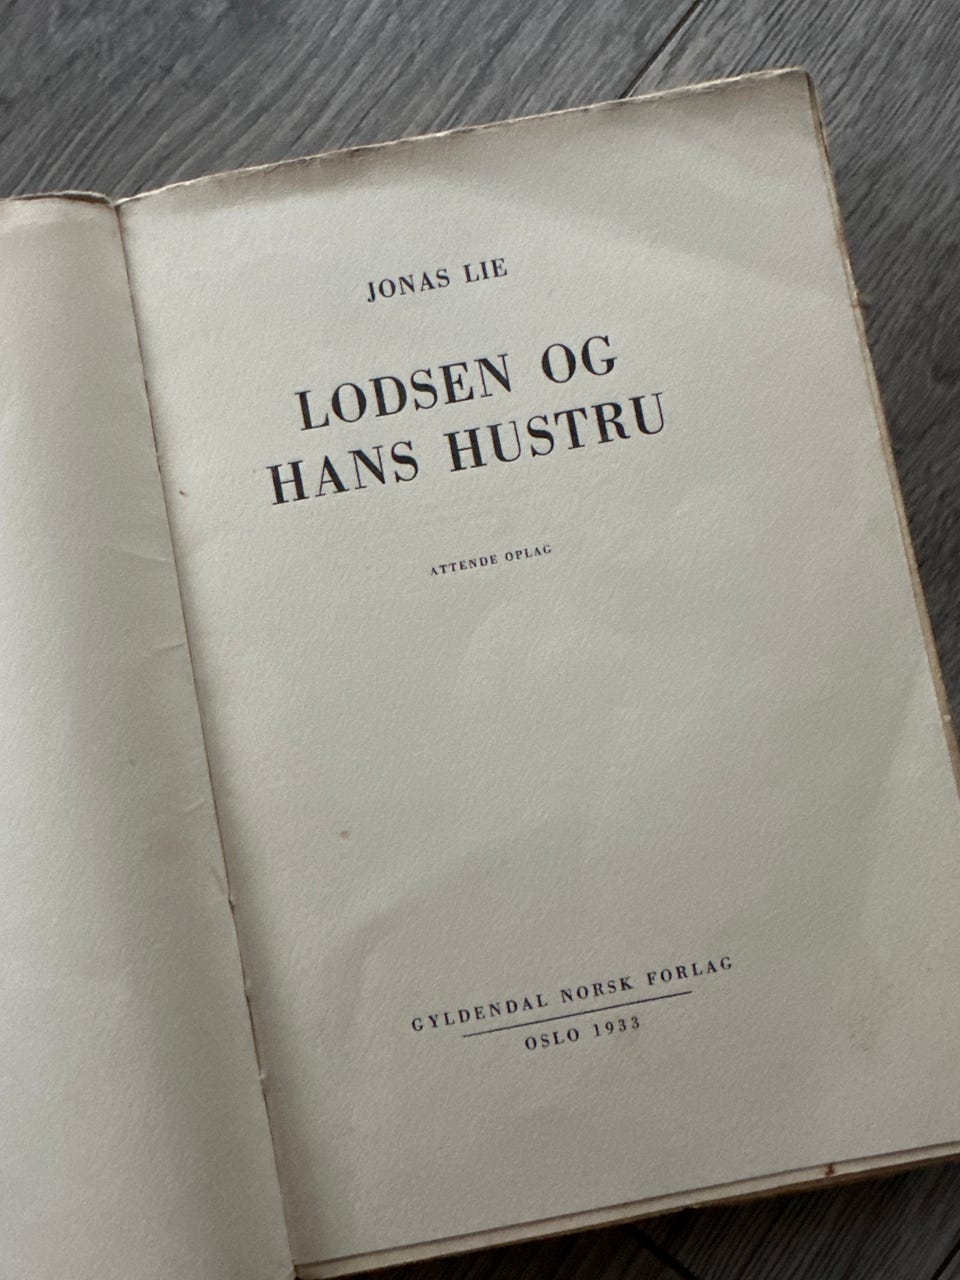 JONAS LIE
LODSEN OG
HANS HUSTRU
ATTENDE OPLAG
GYLDENDAL NORSK FORLAG
OSLO 1933